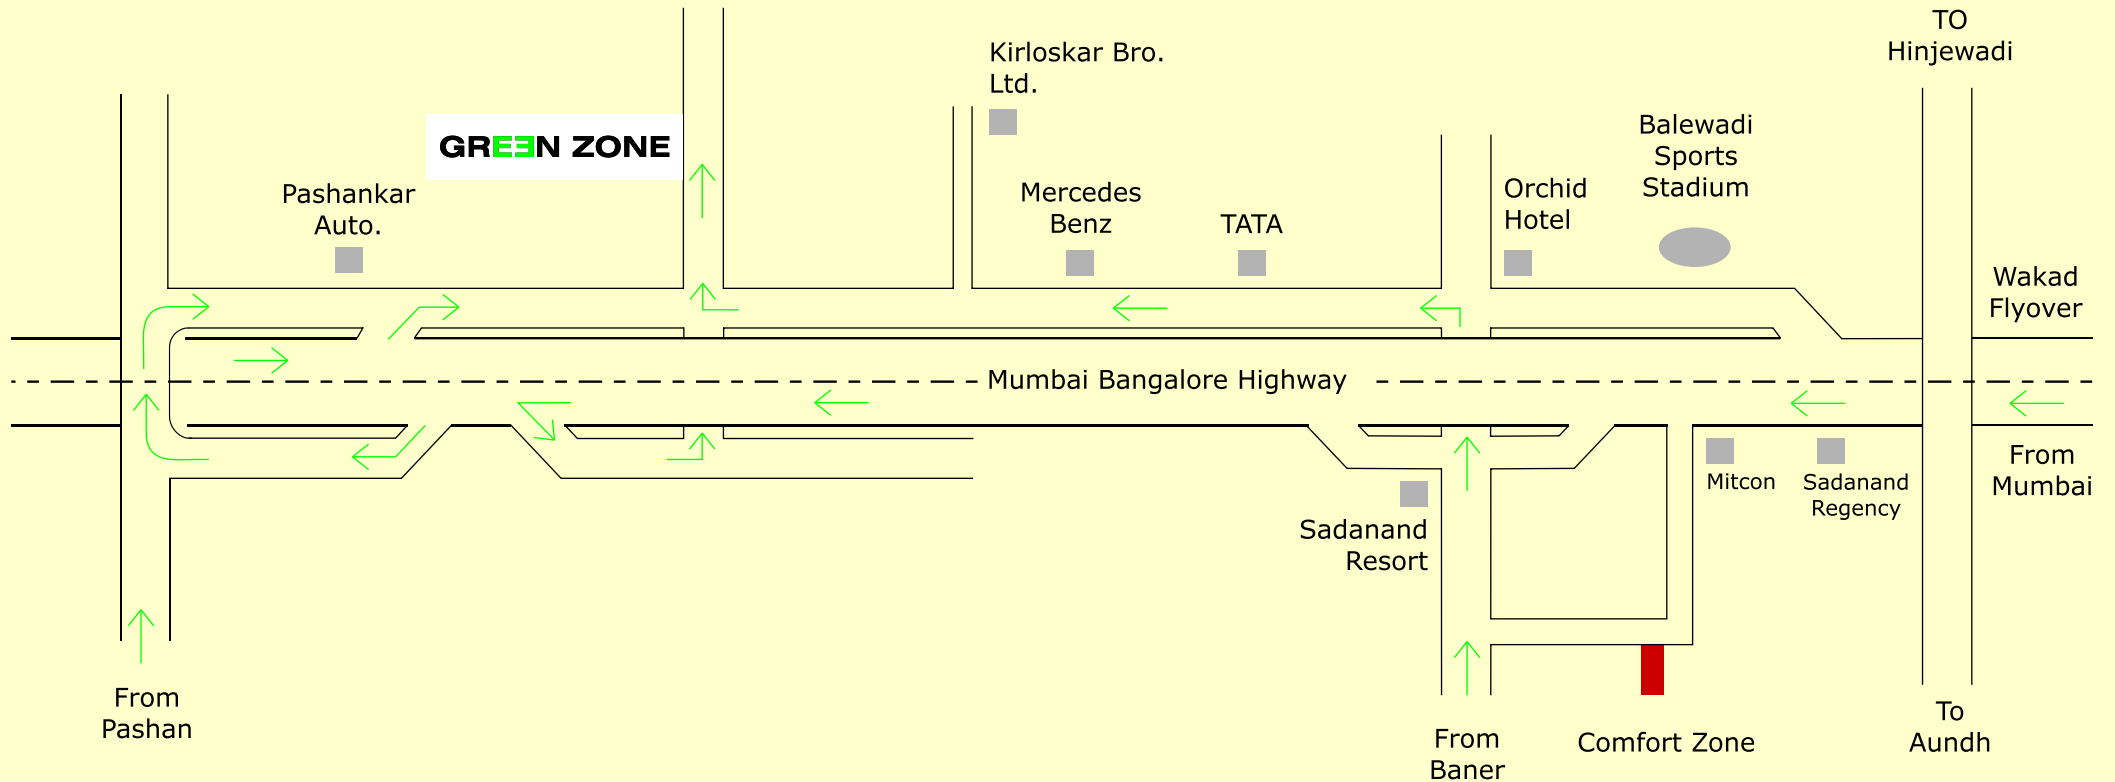 TO
Hinjewadi
Kirloskar Bro.
Ltd.
GREEN ZONE
Balewadi
Sports
Stadium
Pashankar
Auto.
Mercedes
Benz
TATA
Orchid
Hotel
Wakad
Flyover
Mumbai Bangalore Highway
From
Mumbai
Mitcon
Sadanand
Regency
Sadanand
Resort
From
Pashan
From
Baner
Comfort Zone
To
Aundh